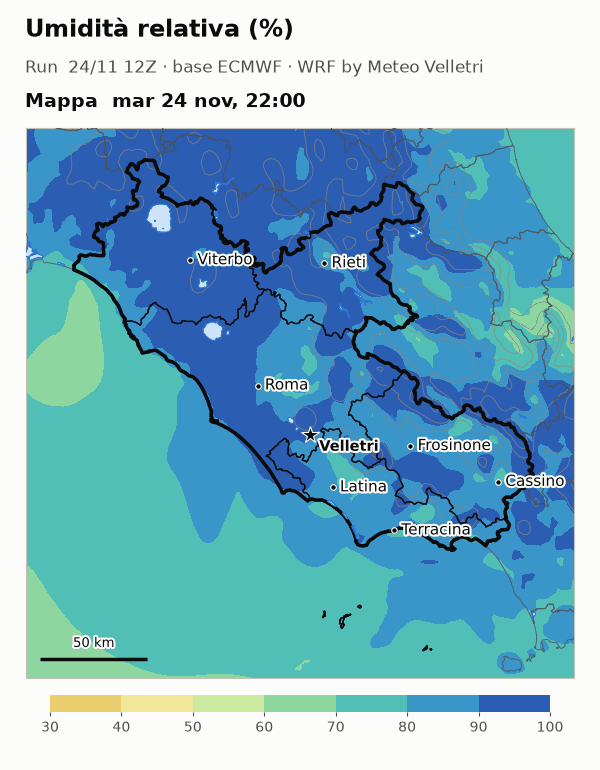 Umidità relativa (%)
Run  24/11 12Z · base ECMWF · WRF by Meteo Velletri
Mappa  mar 24 nov, 22:00
Viterbo
Rieti
Roma
Velletri
Frosinone
Cassino
Latina
Terracina
50 km
30 40 50 60 70 80 90 100